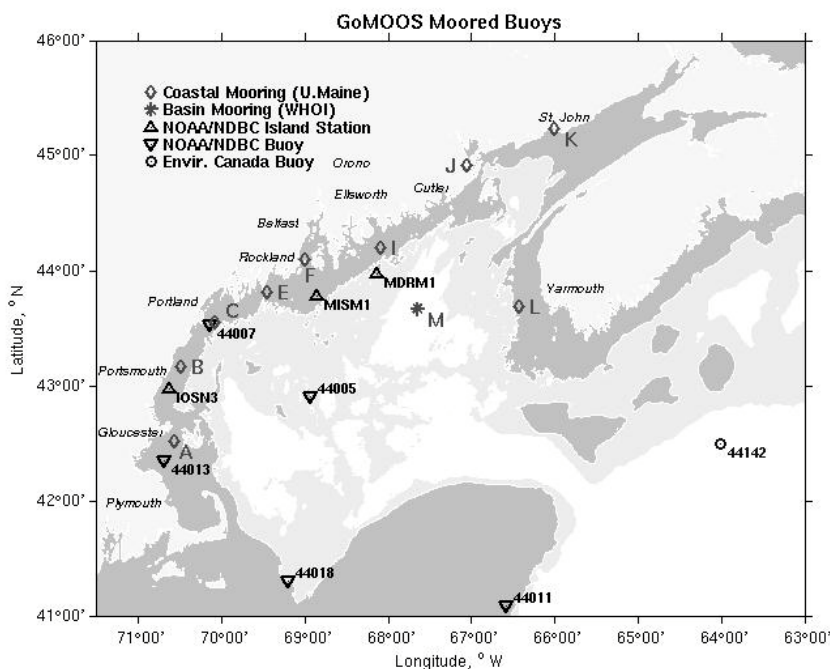 GoMOOS Moored Buoys
46°00'
Coastal Mooring (U.Maine)
Basin Mooring (WHOI)
NOAA/NDBC Island Station
NOAA/NDBC Buoy
Envir. Canada Buoy
St. John
K
45°00'
Orono
J
Ellsworth
Cutler
Belfast
I
44°00'
Rockland
F
MDRM1
E
MISM1
Yarmouth
Portland
C
M
L
44007
Portsmouth
B
43°00'
IOSN3
44005
Gloucester
A
44013
44142
42°00'
Plymouth
44018
44011
41°00'
71°00'
70°00'
69°00'
68°00'
67°00'
66°00'
65°00'
64°00'
63°00'
Latitude, °N
Longitude, °W